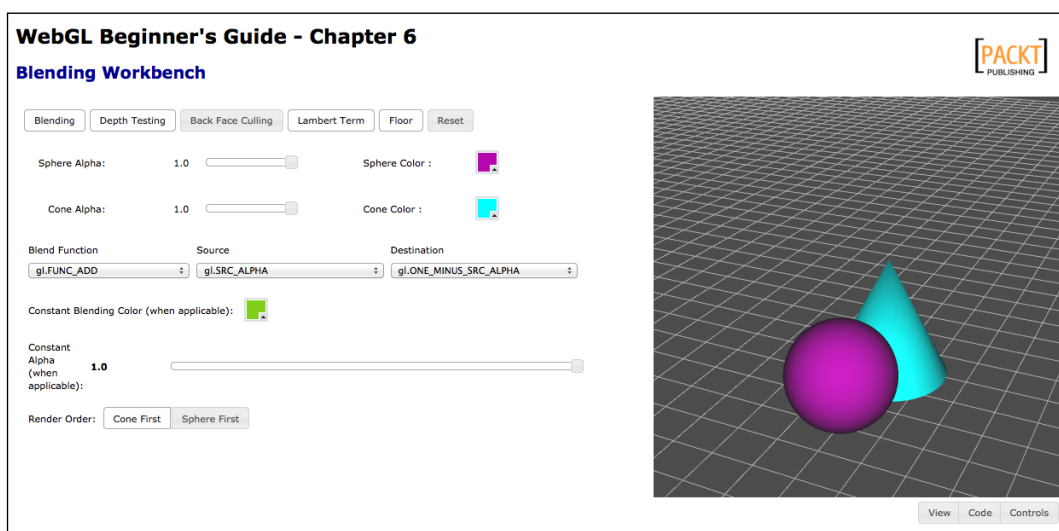 WebGL Beginner's Guide - Chapter 6
PACKT
PUBLISHING
Blending Workbench
Blending Depth Testing Back Face Culling Lambert Term Floor Reset
Sphere Alpha: 1.0 Sphere Color :
Cone Alpha: 1.0 Cone Color :
Blend Function Source Destination
gl.FUNC_ADD gl.SRC_ALPHA gl.ONE_MINUS_SRC_ALPHA
Constant Blending Color (when applicable):
Constant
Alpha
(when
applicable):
1.0
Render Order: Cone First Sphere First
View Code Controls